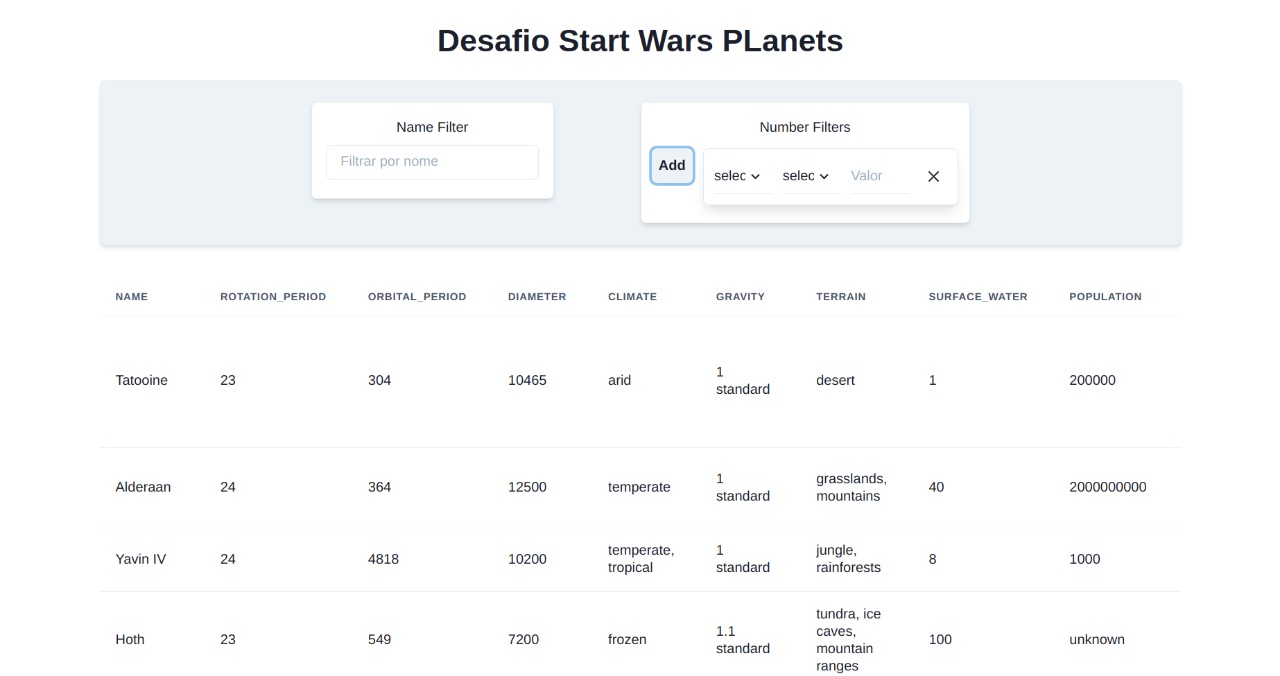 Desafio Start Wars PLanets
Name Filter
Filtrar por nome
Number Filters
Add
selec
selec
Valor
NAME ROTATION_PERIOD ORBITAL_PERIOD DIAMETER CLIMATE GRAVITY TERRAIN SURFACE_WATER POPULATION
Tatooine 23 304 10465 arid 1 standard desert 1 200000
Alderaan 24 364 12500 temperate 1 standard grasslands, mountains 40 2000000000
Yavin IV 24 4818 10200 temperate, tropical 1 standard jungle, rainforests 8 1000
Hoth 23 549 7200 frozen 1.1 standard tundra, ice caves, mountain ranges 100 unknown